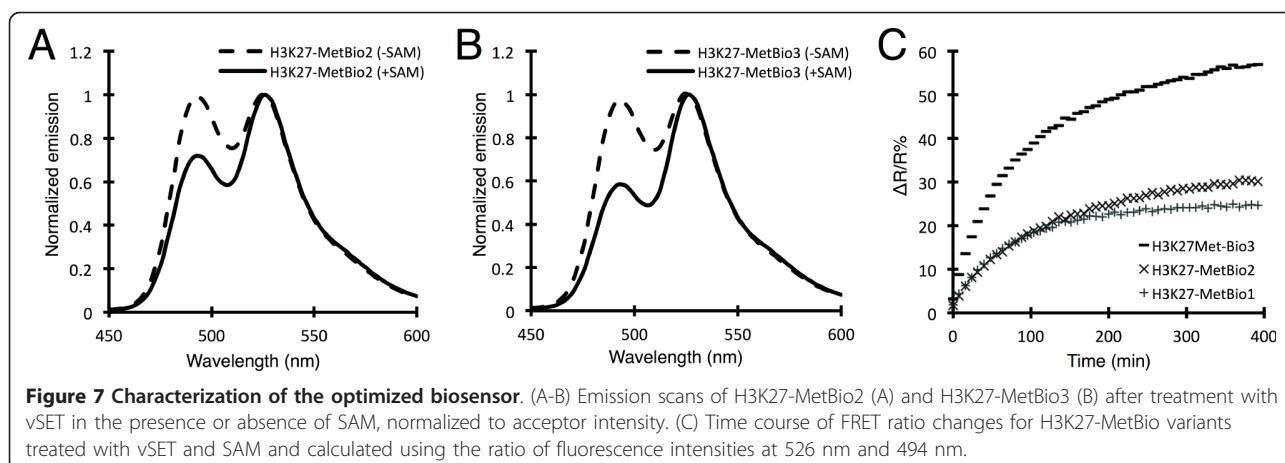 A
1.2
1
0.8
0.6
0.4
0.2
0
450
500
550
600
Normalized emission
Wavelength (nm)
H3K27-MetBio2 (-SAM)
H3K27-MetBio2 (+SAM)
B
1.2
1
0.8
0.6
0.4
0.2
0
450
500
550
600
Normalized emission
Wavelength (nm)
H3K27-MetBio3 (-SAM)
H3K27-MetBio3 (+SAM)
C
60
50
40
30
20
10
0
0
100
200
300
400
ΔR/R%
Time (min)
H3K27Met-Bio3
H3K27-MetBio2
H3K27-MetBio1
Figure 7 Characterization of the optimized biosensor. (A-B) Emission scans of H3K27-MetBio2 (A) and H3K27-MetBio3 (B) after treatment with
vSET in the presence or absence of SAM, normalized to acceptor intensity. (C) Time course of FRET ratio changes for H3K27-MetBio variants
treated with vSET and SAM and calculated using the ratio of fluorescence intensities at 526 nm and 494 nm.